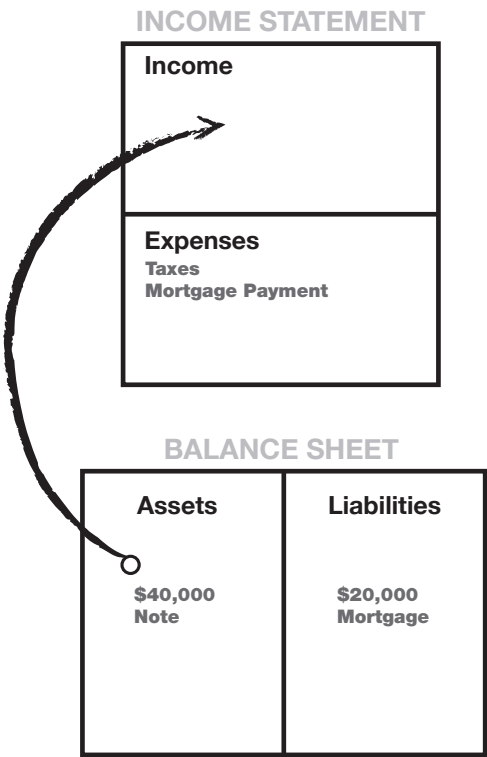 INCOME STATEMENT
Income
Expenses
Taxes
Mortgage Payment
BALANCE SHEET
Assets
$40,000
Note
Liabilities
$20,000
Mortgage